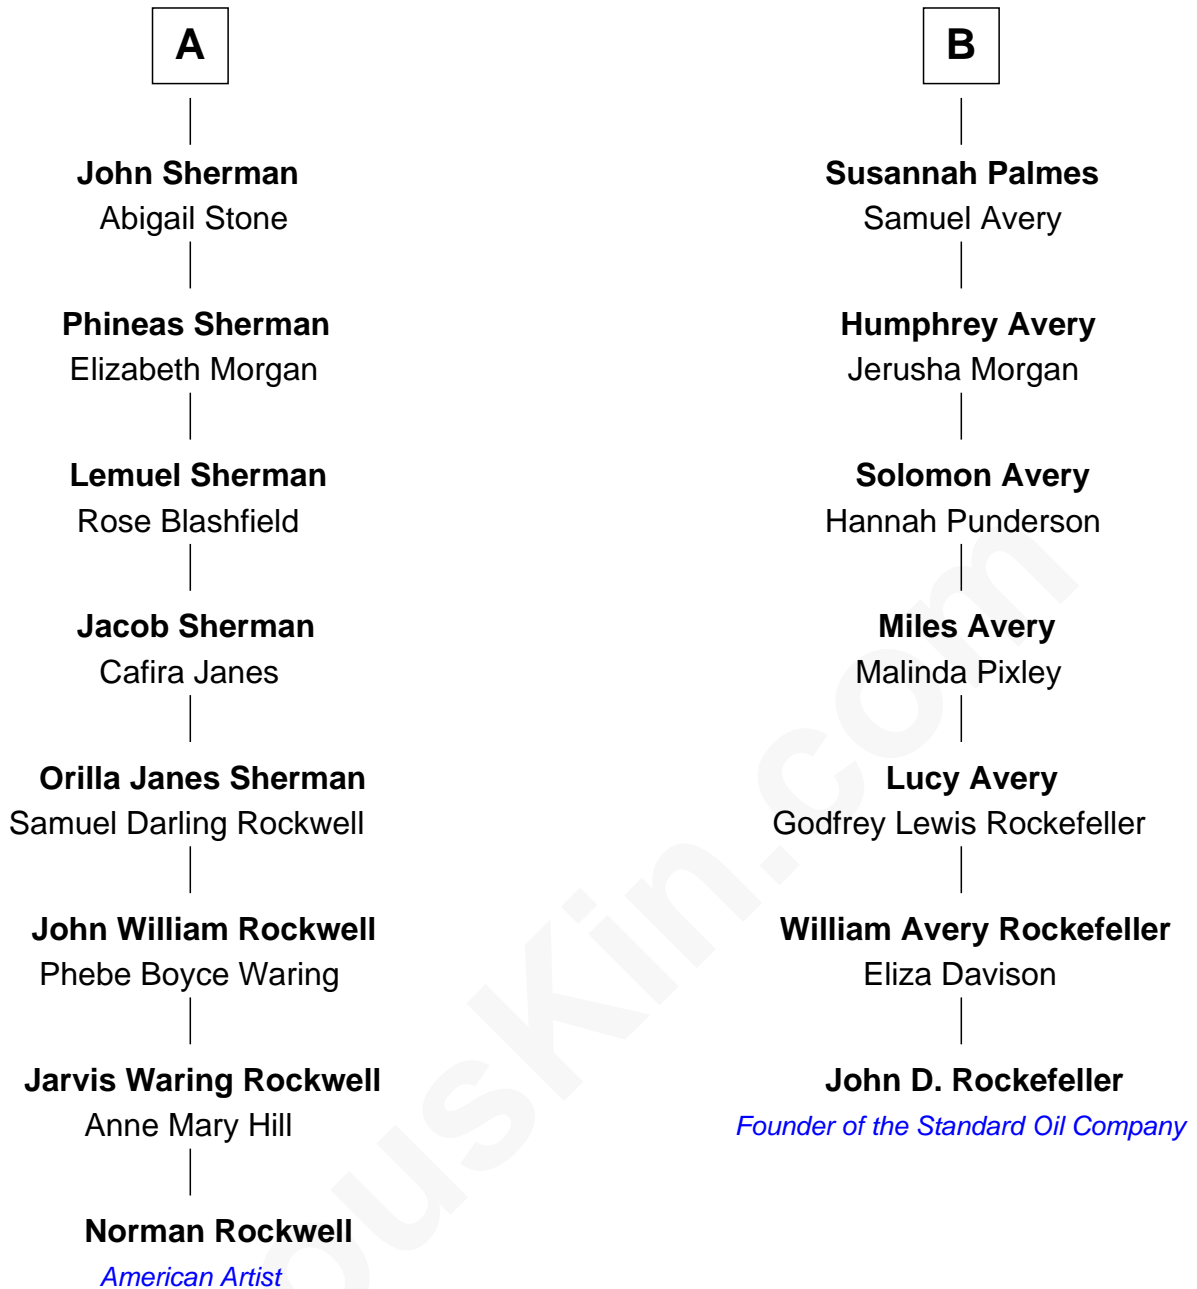 A
John Sherman
Abigail Stone
Phineas Sherman
Elizabeth Morgan
Lemuel Sherman
Rose Blashfield
Jacob Sherman
Cafira Janes
Orilla Janes Sherman
Samuel Darling Rockwell
John William Rockwell
Phebe Boyce Waring
Jarvis Waring Rockwell
Anne Mary Hill
Norman Rockwell
American Artist
B
Susannah Palmes
Samuel Avery
Humphrey Avery
Jerusha Morgan
Solomon Avery
Hannah Punderson
Miles Avery
Malinda Pixley
Lucy Avery
Godfrey Lewis Rockefeller
William Avery Rockefeller
Eliza Davison
John D. Rockefeller
Founder of the Standard Oil Company
ousKin.com